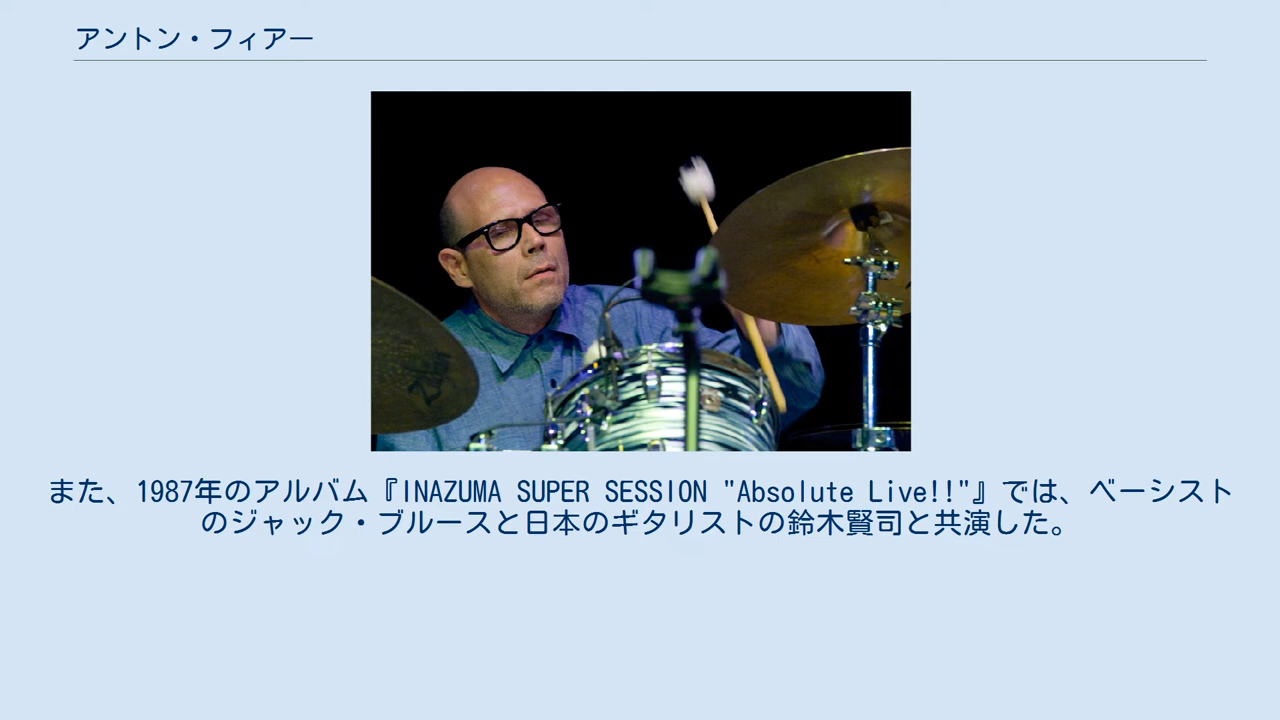 アントン・フィアー
また、1987年のアルバム『INAZUMA SUPER SESSION "Absolute Live!!"』では、ベーシスト
のジャック・ブルースと日本のギタリストの鈴木賢司と共演した。